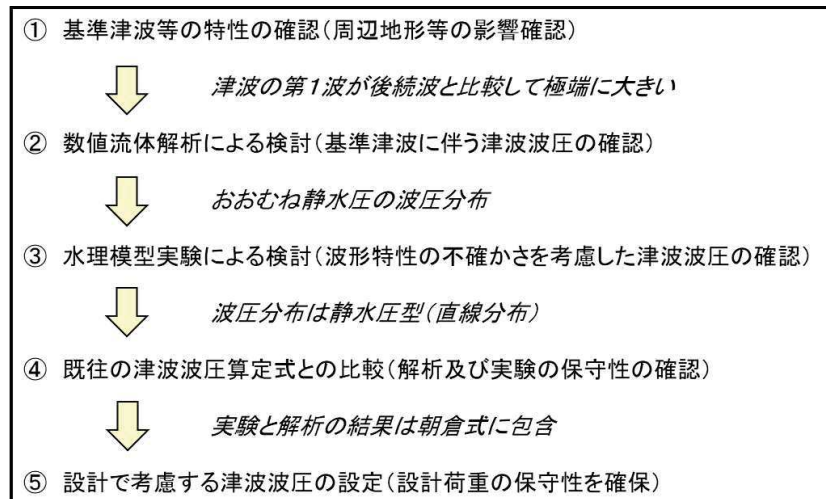 ① 基準津波等の特性の確認(周辺地形等の影響確認)
津波の第1波が後続波と比較して極端に大きい
② 数値流体解析による検討(基準津波に伴う津波波圧の確認)
おおむね静水圧の波圧分布
③ 水理模型実験による検討(波形特性の不確かさを考慮した津波波圧の確認)
波圧分布は静水圧型(直線分布)
④ 既往の津波波圧算定式との比較(解析及び実験の保守性の確認)
実験と解析の結果は朝倉式に包含
⑤ 設計で考慮する津波波圧の設定(設計荷重の保守性を確保)